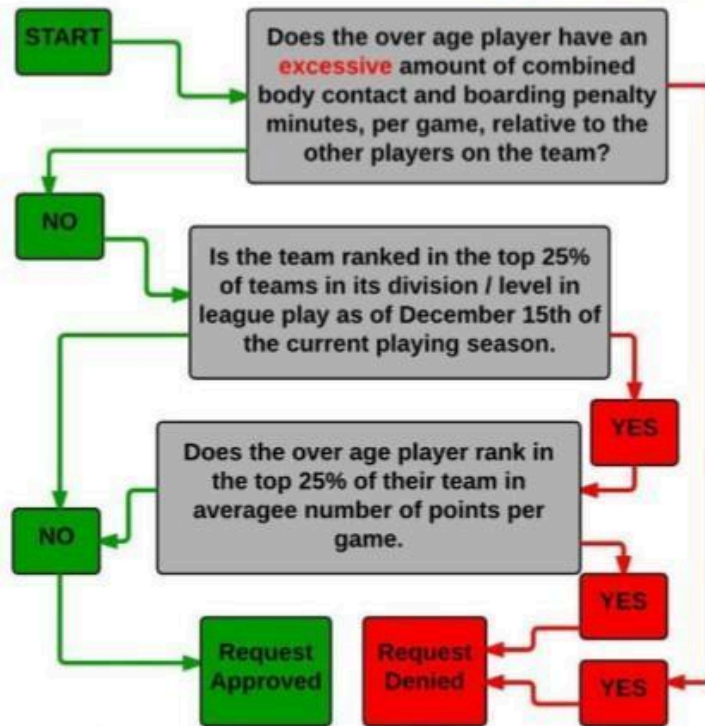 START
Does the over age player have an
excessive amount of combined
body contact and boarding penalty
minutes, per game, relative to the
other players on the team?
NO
Is the team ranked in the top 25%
of teams in its division / level in
league play as of December 15th of
the current playing season.
YES
Does the over age player rank in
the top 25% of their team in
averagee number of points per
game.
NO
YES
Request
Approved
Request
Denied
YES